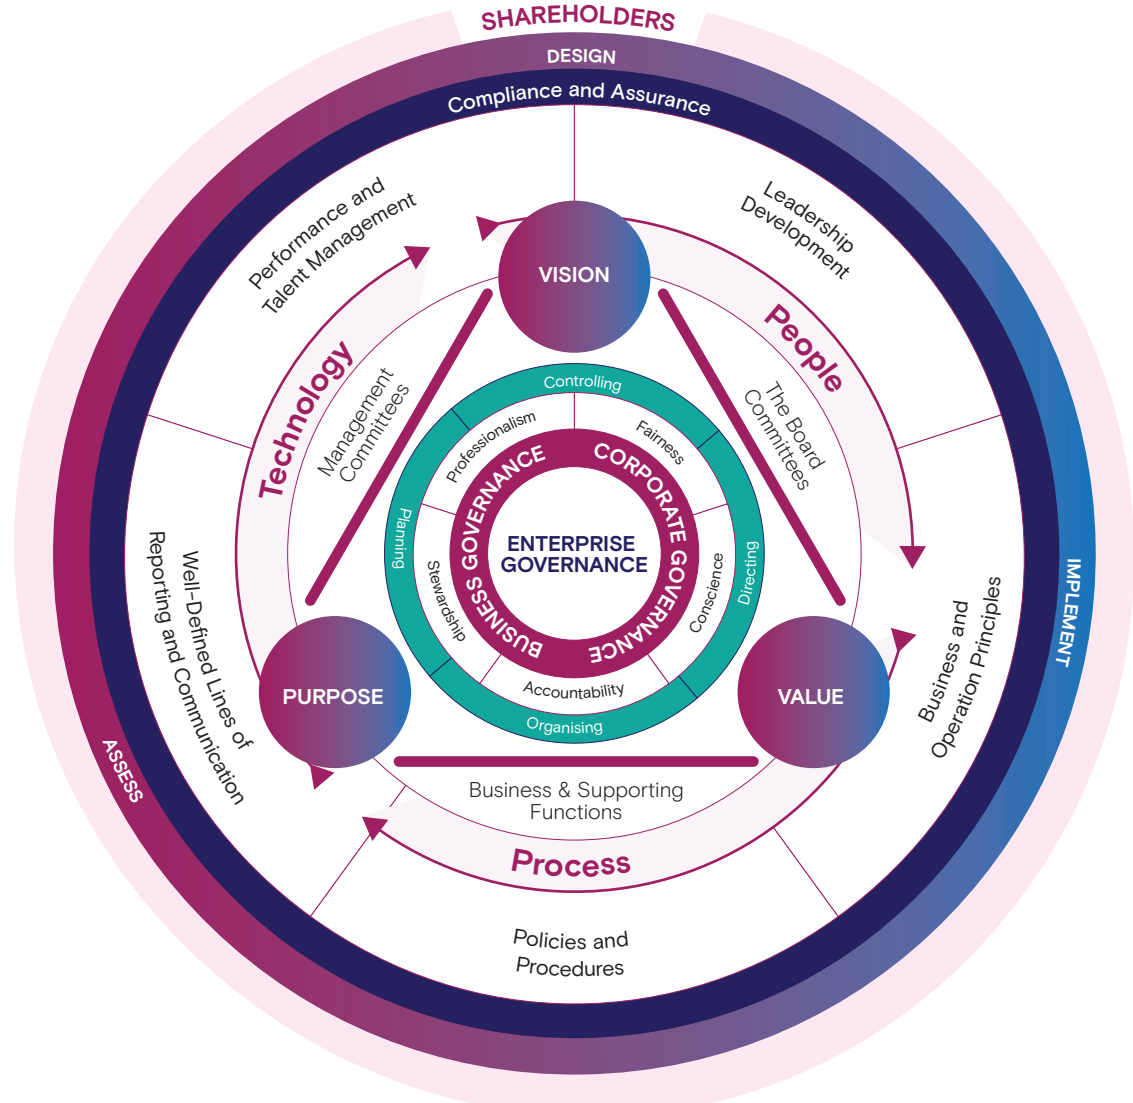 SHAREHOLDERS
DESIGN
Compliance and Assurance
Performance and
Talent Management
Leadership
Development
VISION
Technology
People
Management
Committees
The Board
Committees
Controlling
Professionalism
Fairness
BUSINESS GOVERNANCE
CORPORATE GOVERNANCE
Planning
Directing
ENTERPRISE
GOVERNANCE
Stewardship
Conscience
Accountability
Organising
IMPLEMENT
Well-Defined Lines of
Reporting and Communication
Business and
Operation Principles
PURPOSE
VALUE
ASSESS
Business & Supporting
Functions
Process
Policies and
Procedures